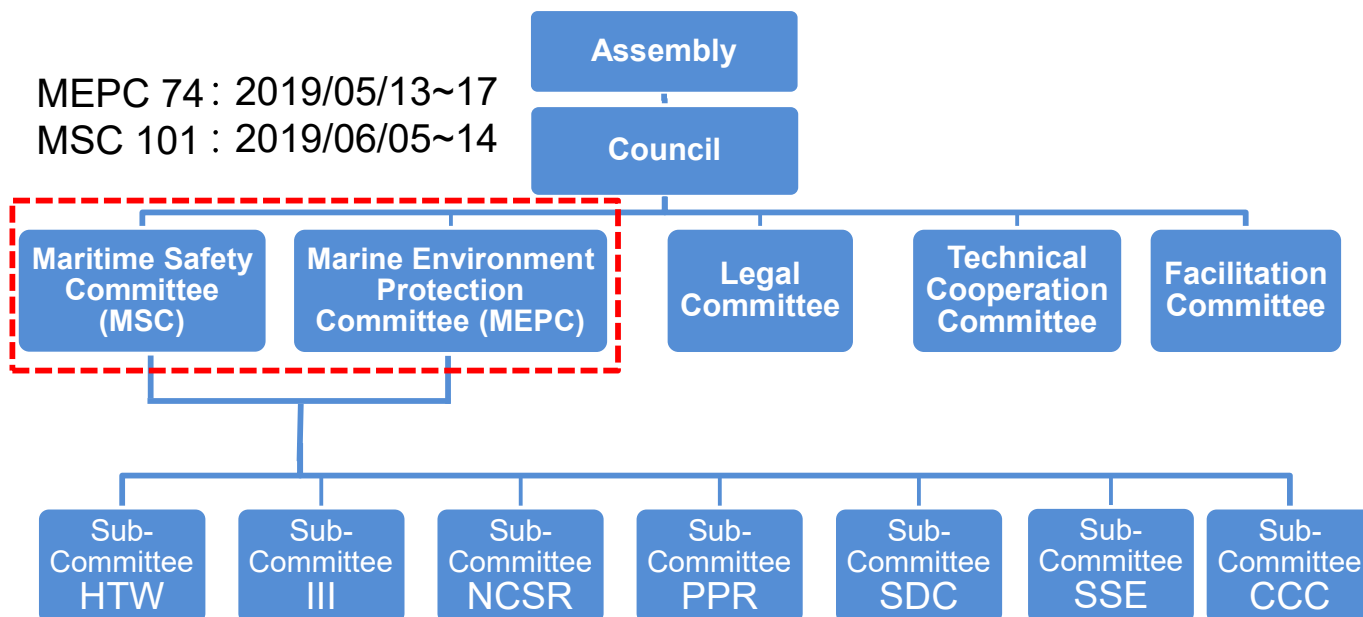 Assembly
MEPC 74：2019/05/13~17
MSC 101：2019/06/05~14
Council
Maritime Safety
Committee
(MSC)
Marine Environment
Protection
Committee (MEPC)
Legal
Committee
Technical
Cooperation
Committee
Facilitation
Committee
Sub-
Committee
HTW
Sub-
Committee
III
Sub-
Committee
NCSR
Sub-
Committee
PPR
Sub-
Committee
SDC
Sub-
Committee
SSE
Sub-
Committee
CCC